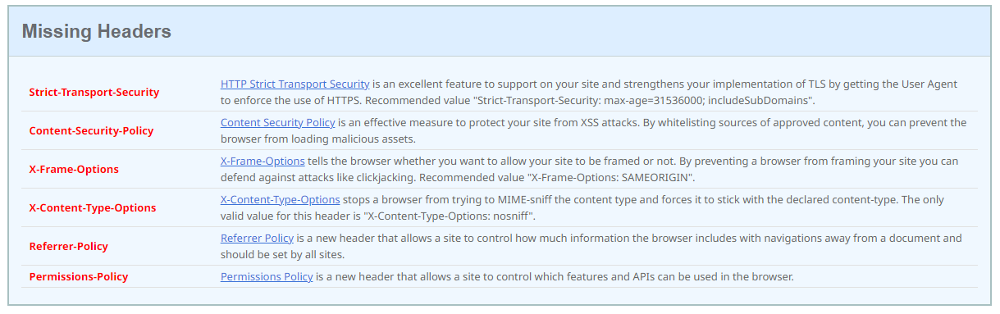 Missing Headers
Strict-Transport-Security
HTTP Strict Transport Security is an excellent feature to support on your site and strengthens your implementation of TLS by getting the User Agent
to enforce the use of HTTPS. Recommended value "Strict-Transport-Security: max-age=31536000; includeSubDomains".
Content-Security-Policy
Content Security Policy is an effective measure to protect your site from XSS attacks. By whitelisting sources of approved content, you can prevent the
browser from loading malicious assets.
X-Frame-Options
X-Frame-Options tells the browser whether you want to allow your site to be framed or not. By preventing a browser from framing your site you can
defend against attacks like clickjacking. Recommended value "X-Frame-Options: SAMEORIGIN".
X-Content-Type-Options
X-Content-Type-Options stops a browser from trying to MIME-sniff the content type and forces it to stick with the declared content-type. The only
valid value for this header is "X-Content-Type-Options: nosniff".
Referrer-Policy
Referrer Policy is a new header that allows a site to control how much information the browser includes with navigations away from a document and
should be set by all sites.
Permissions-Policy
Permissions Policy is a new header that allows a site to control which features and APIs can be used in the browser.